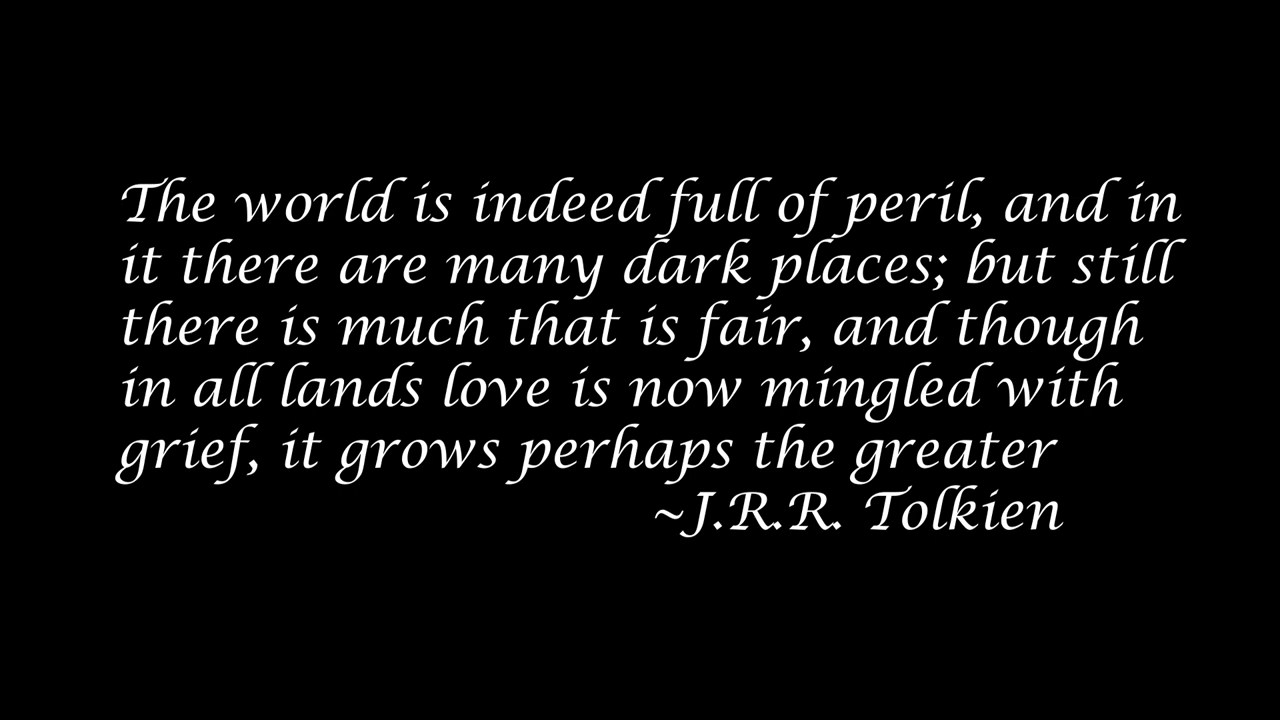 The world is indeed full of peril, and in
it there are many dark places; but still
there is much that is fair, and though
in all lands love is now mingled with
grief, it grows perhaps the greater
~J.R.R. Tolkien